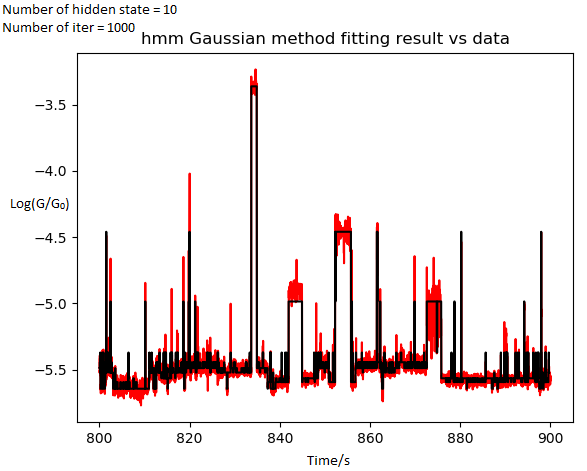 Number of hidden state = 10
Number of iter = 1000
hmm Gaussian method fitting result vs data
−3.5
−4.0
−4.5
−5.0
−5.5
Log(G/G₀)
800 820 840 860 880 900
Time/s